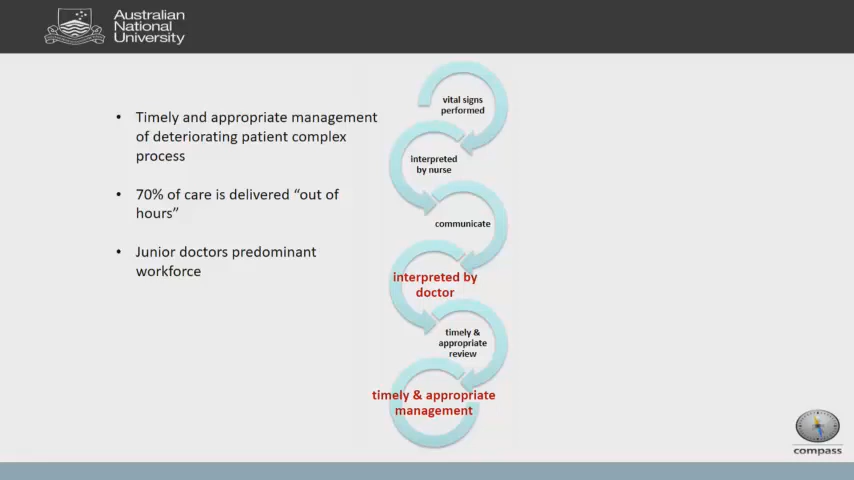 Australian
National
University
• Timely and appropriate management
of deteriorating patient complex
process
• 70% of care is delivered “out of
hours”
• Junior doctors predominant
workforce
vital signs
performed
interpreted
by nurse
communicate
interpreted by
doctor
timely &
appropriate
review
timely & appropriate
management
compass